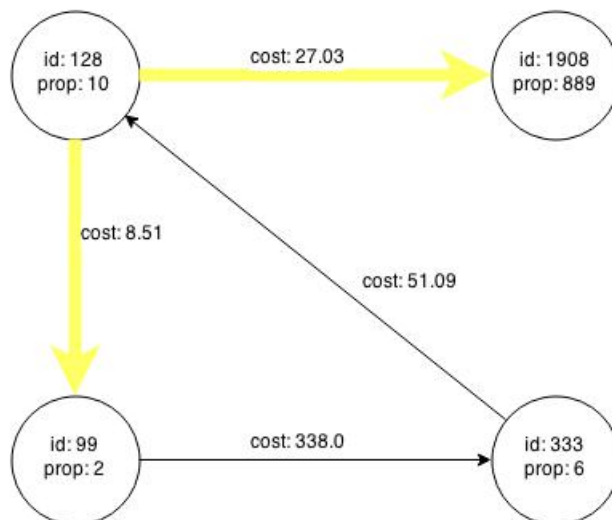 id: 128
prop: 10
cost: 27.03
id: 1908
prop: 889
cost: 8.51
cost: 51.09
id: 99
prop: 2
cost: 338.0
id: 333
prop: 6